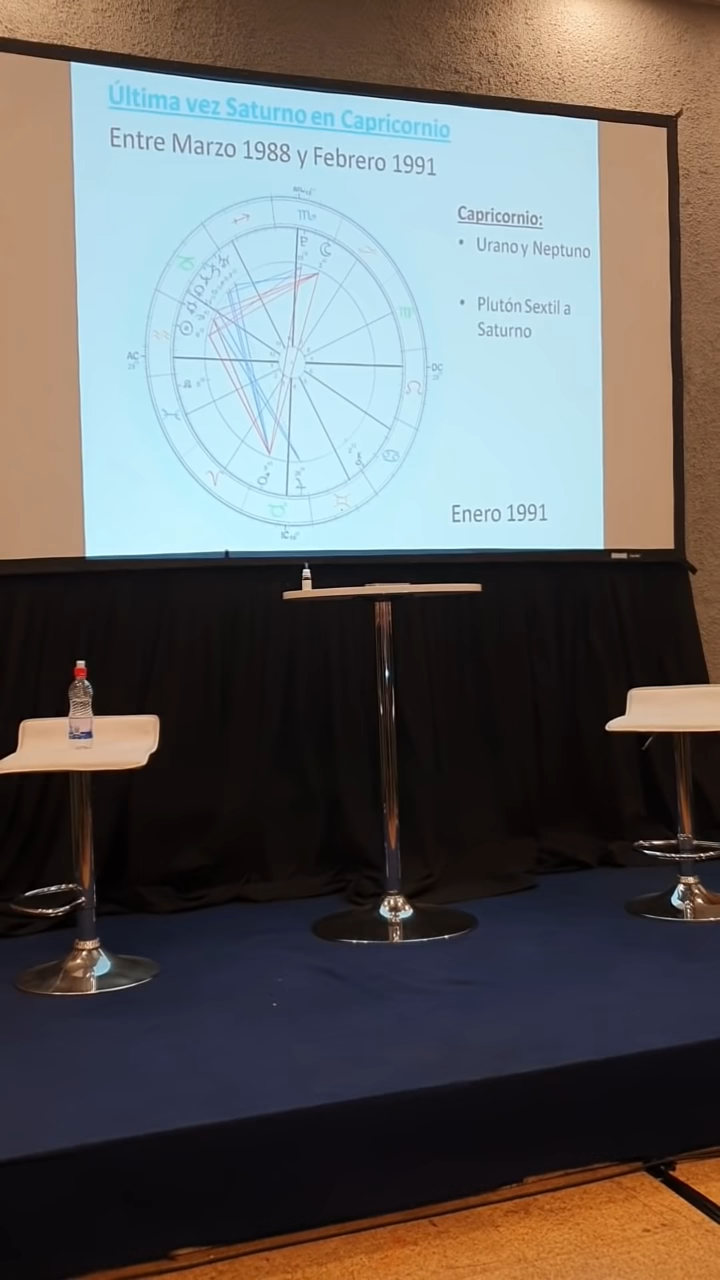 Última vez Saturno en Capricornio
Entre Marzo 1988 y Febrero 1991
Capricornio:
• Urano y Neptuno
• Plutón Sextil a
Saturno
AC
DC
IC
Enero 1991